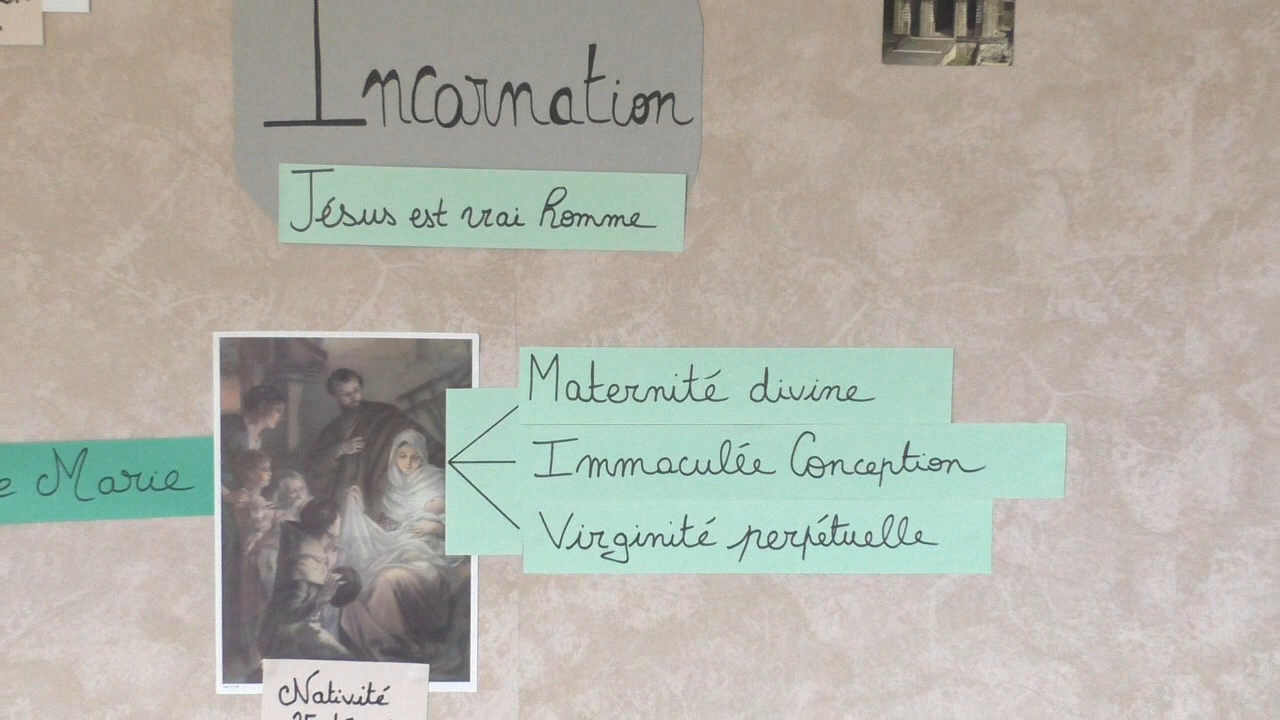 Incarnation
Jésus est vrai homme
Maternité divine
Immaculée Conception
Marie
Virginité perpétuelle
Nativité